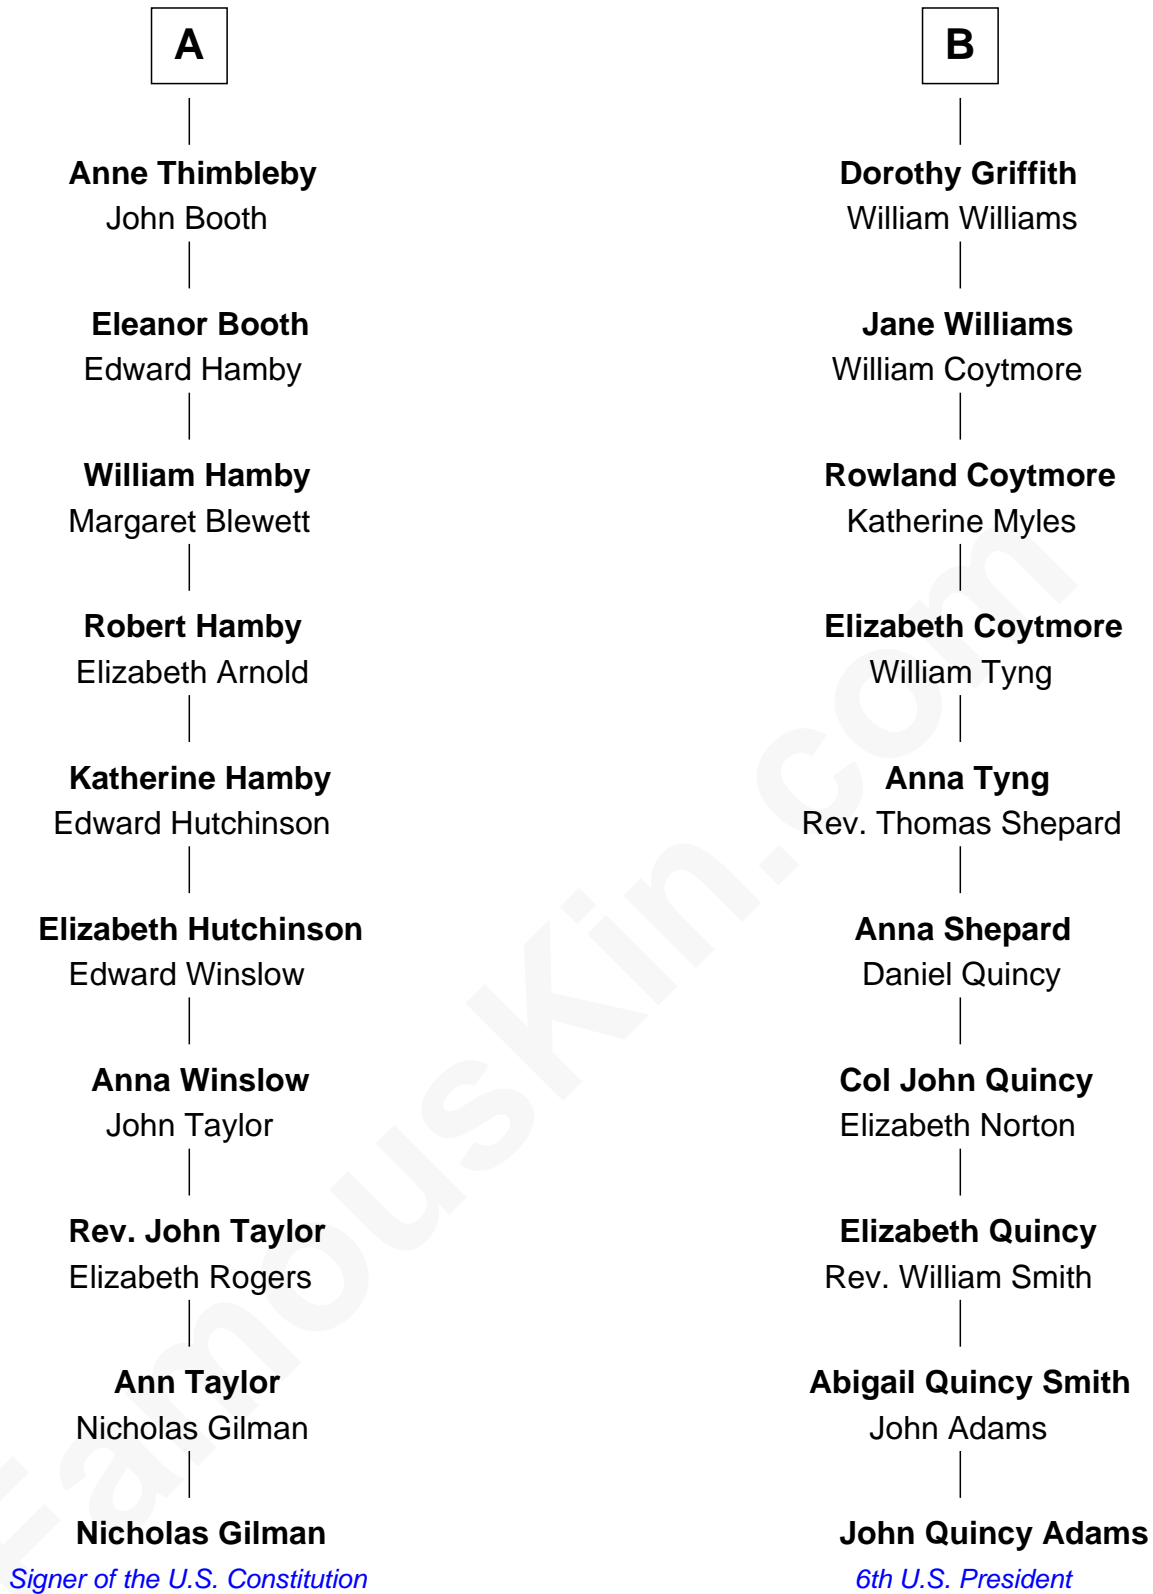 A
Anne Thimbleby
John Booth
Eleanor Booth
Edward Hamby
William Hamby
Margaret Blewett
Robert Hamby
Elizabeth Arnold
Katherine Hamby
Edward Hutchinson
Elizabeth Hutchinson
Edward Winslow
Anna Winslow
John Taylor
Rev. John Taylor
Elizabeth Rogers
Ann Taylor
Nicholas Gilman
Nicholas Gilman
Signer of the U.S. Constitution
B
Dorothy Griffith
William Williams
Jane Williams
William Coytmore
Rowland Coytmore
Katherine Myles
Elizabeth Coytmore
William Tyng
Anna Tyng
Rev. Thomas Shepard
Anna Shepard
Daniel Quincy
Col John Quincy
Elizabeth Norton
Elizabeth Quincy
Rev. William Smith
Abigail Quincy Smith
John Adams
John Quincy Adams
6th U.S. President
FamousKin.com